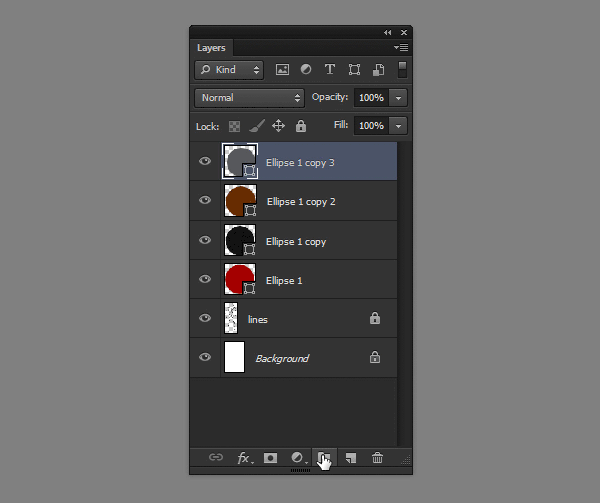 Layers
Kind
Normal
Opacity: 100%
Lock:
Fill: 100%
Ellipse 1 copy 3
Ellipse 1 copy 2
Ellipse 1 copy
Ellipse 1
lines
Background
fx